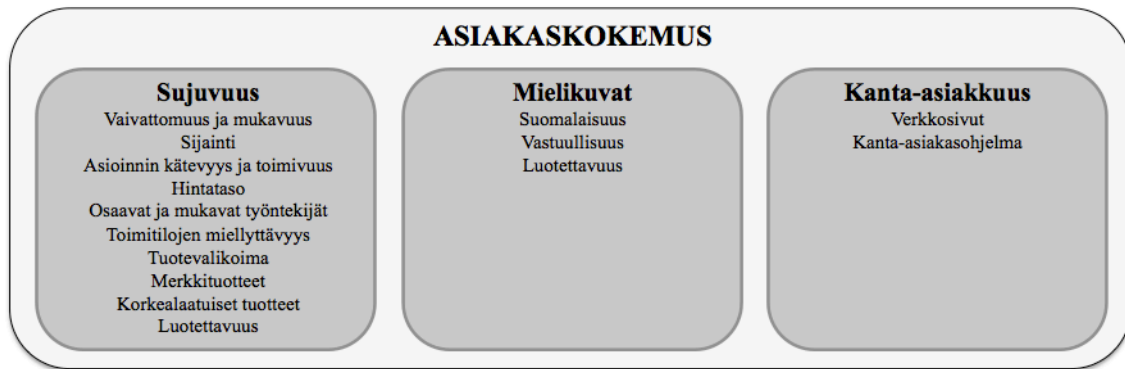 ASIAKASKOKEMUS
Sujuvuus
Vaivattomuus ja mukavuus
Sijainti
Asioinnin kätevyys ja toimivuus
Hintataso
Osaavat ja mukavat työntekijät
Toimitilojen miellyttävyys
Tuotevalikoima
Merkkituotteet
Korkealaatuiset tuotteet
Luotettavuus
Mielikuvat
Suomalaisuus
Vastuullisuus
Luotettavuus
Kanta-asiakkuus
Verkkosivut
Kanta-asiakasohjelma